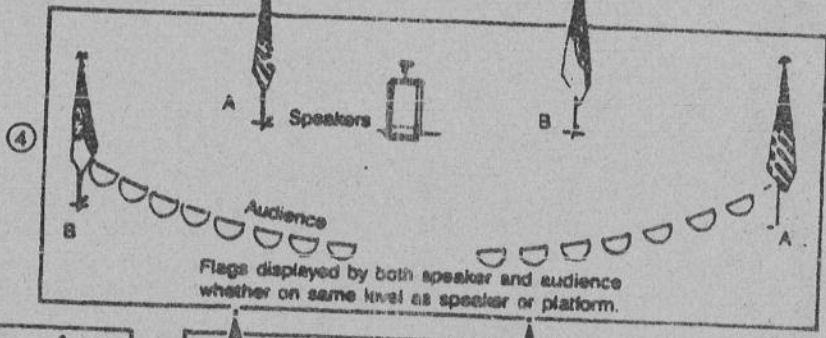 A
Speakers
B
④
B
Audience
A
Flags displayed by both speaker and audience
whether on same level as speaker or platform.